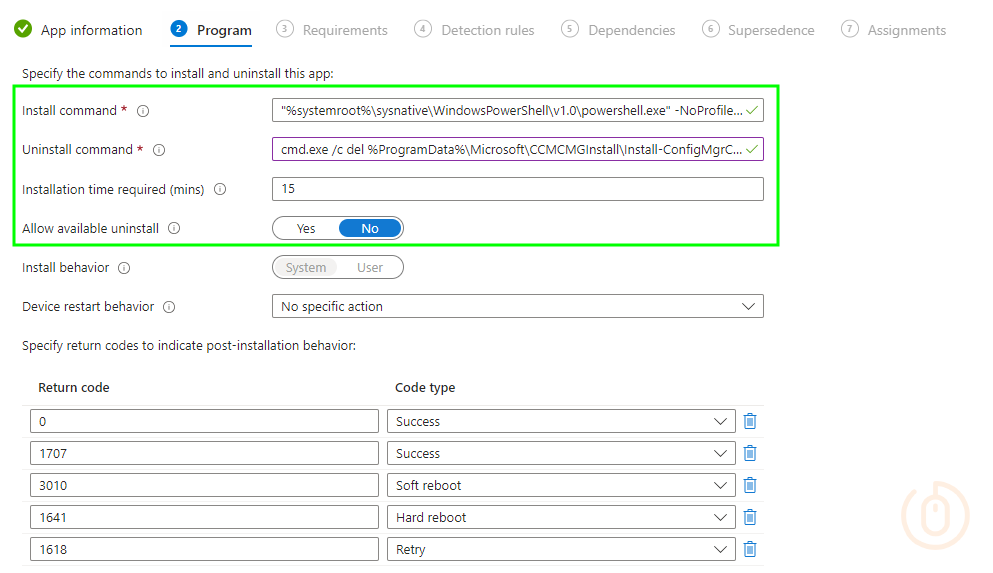 App information 2 Program 3 Requirements 4 Detection rules 5 Dependencies 6 Supersedence 7 Assignments
Specify the commands to install and uninstall this app:
Install command * "%systemroot%\sysnative\WindowsPowerShell\v1.0\powershell.exe" -NoProfile...
Uninstall command * cmd.exe /c del %ProgramData%\Microsoft\CCMCMGInstall\Install-ConfigMgrC...
Installation time required (mins) 15
Allow available uninstall Yes No
Install behavior System User
Device restart behavior No specific action
Specify return codes to indicate post-installation behavior:
Return code Code type
0 Success
1707 Success
3010 Soft reboot
1641 Hard reboot
1618 Retry